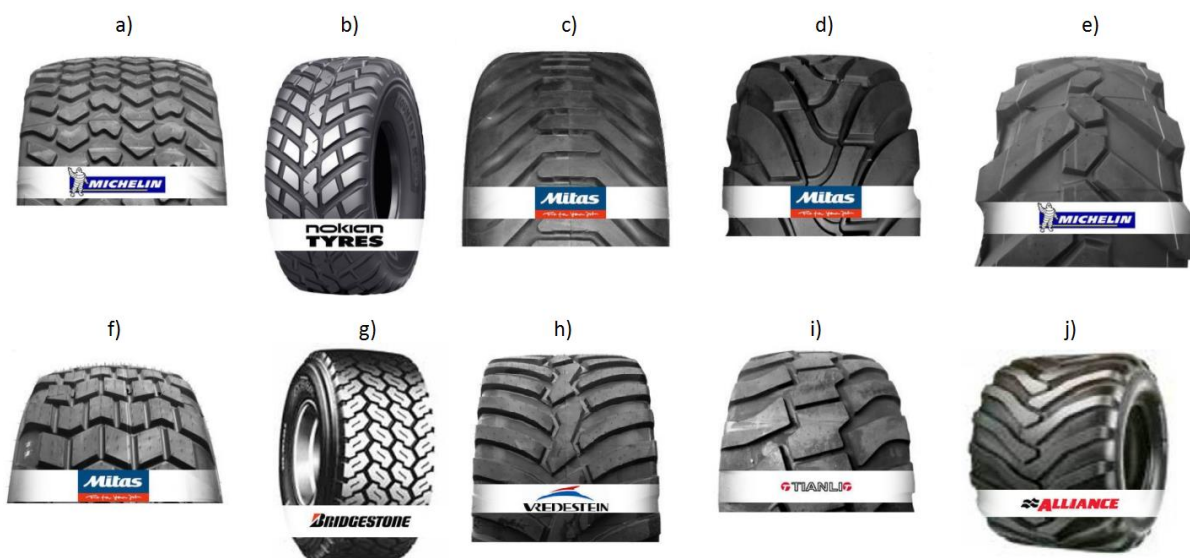 a)
b)
c)
d)
e)
MICHELIN
nokian
TYRES
Mitas
Mitas
MICHELIN
f)
g)
h)
i)
j)
Mitas
BRIDGESTONE
VREDESTEIN
TIANLI
ALLIANCE